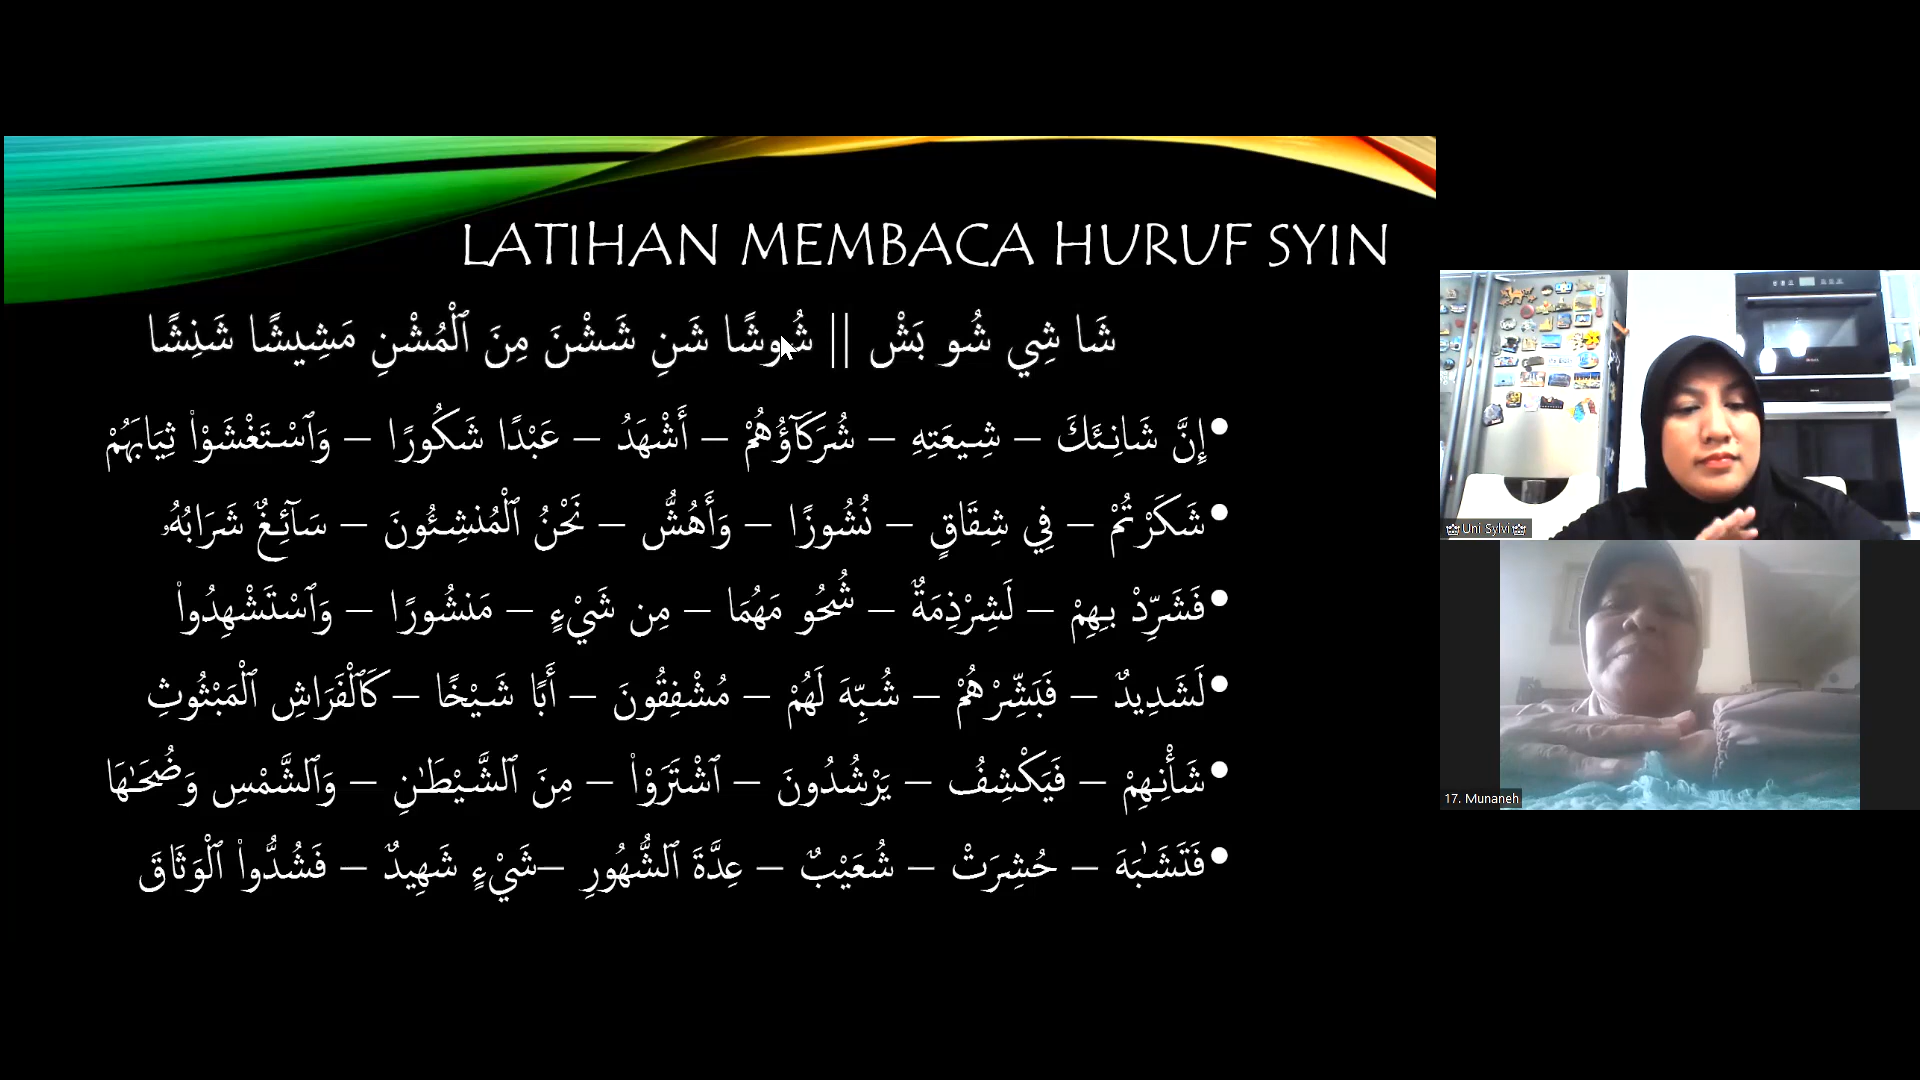 LATIHAN MEMBACA HURUF SYIN
شَا شِي شُو بَشْ || شُوشًا شَنِ شَشْنَ مِنَ ٱلْمُشْنِ مَشِيشًا شَنِشًا
•إِنَّ شَانِئَكَ – شِيعَتِهِ – شُرَكَآؤُهُمْ – أَشْهَدُ – عَبْدًا شَكُورًا – وَٱسْتَغْشَوْا۟ ثِيَابَهُمْ
•شَكَرْتُمْ – فِي شِقَاقٍ – نُشُوزًا – وَأَهُشُّ – نَحْنُ ٱلْمُنشِـُٔونَ – سَآئِغٌ شَرَابُهُۥ
•فَشَرِّدْ بِهِمْ – لَشِرْذِمَةٌ – شُحُو مَهُمَا – مِن شَيْءٍ – مَنشُورًا – وَٱسْتَشْهِدُوا۟
•لَشَدِيدٌ – فَبَشِّرْهُمْ – شُبِّهَ لَهُمْ – مُشْفِقُونَ – أَبًا شَيْخًا – كَٱلْفَرَاشِ ٱلْمَبْثُوثِ
•شَأْنِهِمْ – فَيَكْشِفُ – يَرْشُدُونَ – ٱشْتَرَوْا۟ – مِنَ ٱلشَّيْطَـٰنِ – وَٱلشَّمْسِ وَضُحَىٰهَا
•فَتَشَـٰبَهَ – حُشِرَتْ – شُعَيْبٌ – عِدَّةَ ٱلشُّهُورِ –شَيْءٍ شَهِيدٌ – فَشُدُّوا۟ ٱلْوَثَاقَ
Uni Sylvi
17. Munaneh